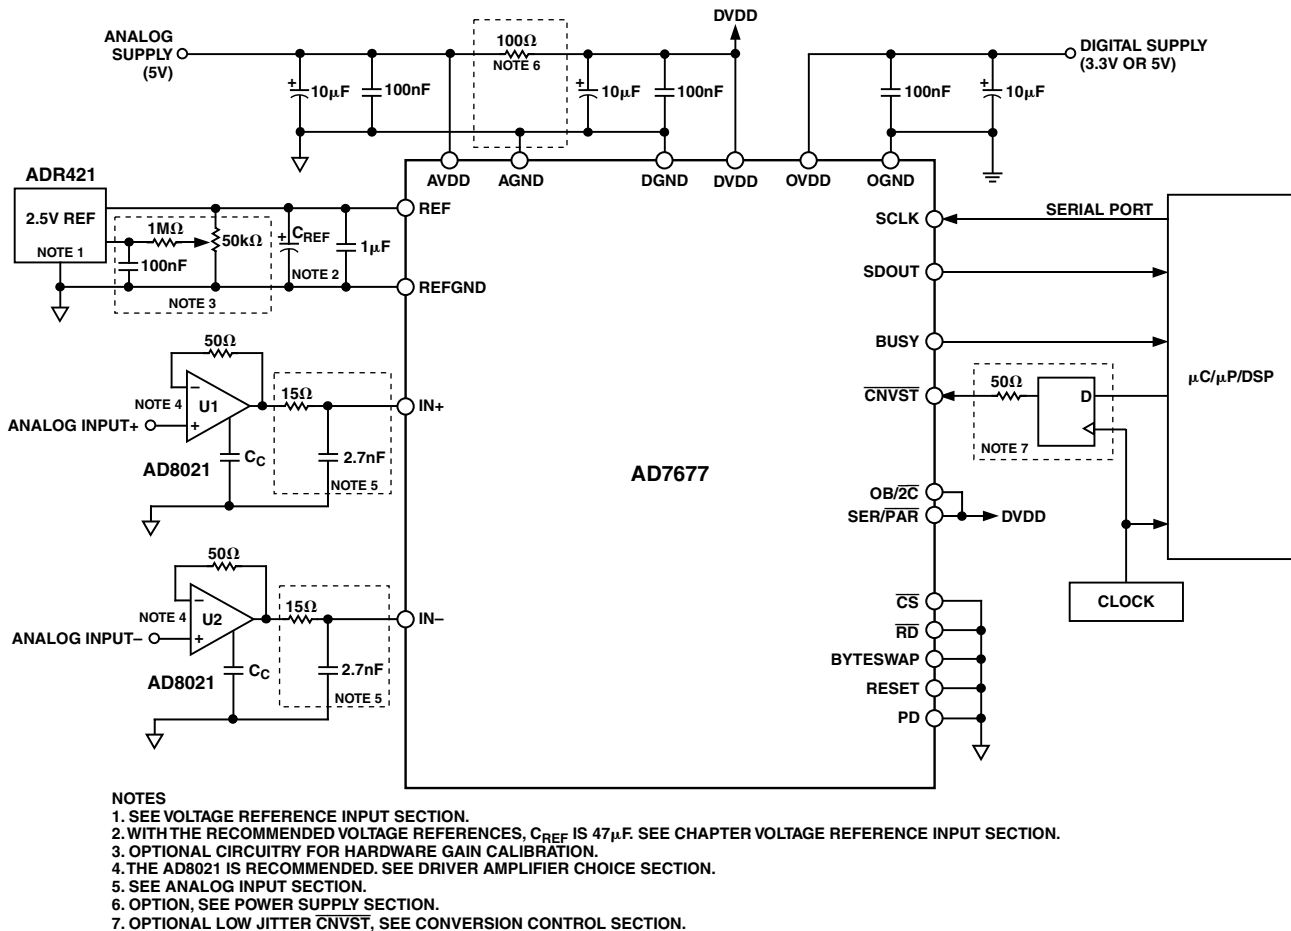 ANALOG
SUPPLY
(5V)
100Ω
NOTE 6
DVDD
DIGITAL SUPPLY
(3.3V OR 5V)
+
10μF
100nF
+
10μF
100nF
100nF
+
10μF
ADR421
2.5V REF
NOTE 1
1MΩ
50kΩ
100nF
NOTE 3
+
CREF
NOTE 2
1μF
AVDD
AGND
DGND
DVDD
OVDD
OGND
REF
REFGND
SCLK
SERIAL PORT
SDOUT
BUSY
CNVST
50Ω
D
NOTE 7
μC/μP/DSP
50Ω
NOTE 4
–
U1
+
ANALOG INPUT+
AD8021
CC
15Ω
2.7nF
NOTE 5
IN+
AD7677
OB/2C
SER/PAR
DVDD
CLOCK
50Ω
NOTE 4
–
U2
+
ANALOG INPUT–
AD8021
CC
15Ω
2.7nF
NOTE 5
IN–
CS
RD
BYTESWAP
RESET
PD
NOTES
1. SEE VOLTAGE REFERENCE INPUT SECTION.
2. WITH THE RECOMMENDED VOLTAGE REFERENCES, CREF IS 47μF. SEE CHAPTER VOLTAGE REFERENCE INPUT SECTION.
3. OPTIONAL CIRCUITRY FOR HARDWARE GAIN CALIBRATION.
4. THE AD8021 IS RECOMMENDED. SEE DRIVER AMPLIFIER CHOICE SECTION.
5. SEE ANALOG INPUT SECTION.
6. OPTION, SEE POWER SUPPLY SECTION.
7. OPTIONAL LOW JITTER CNVST, SEE CONVERSION CONTROL SECTION.